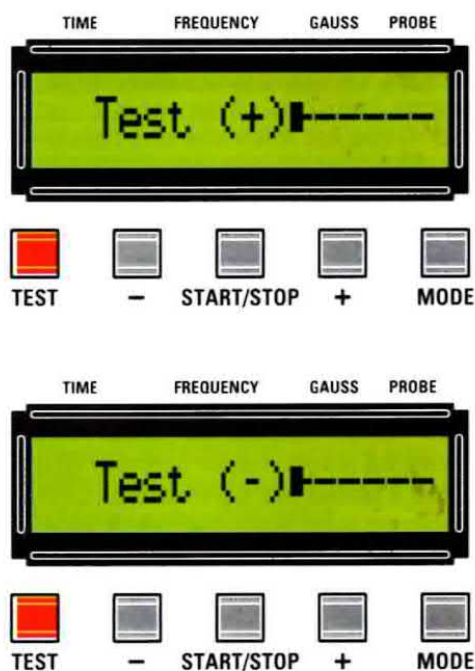 TIME FREQUENCY GAUSS PROBE
Test (+)▮-----
TEST - START/STOP + MODE
TIME FREQUENCY GAUSS PROBE
Test (-)▮-----
TEST - START/STOP + MODE